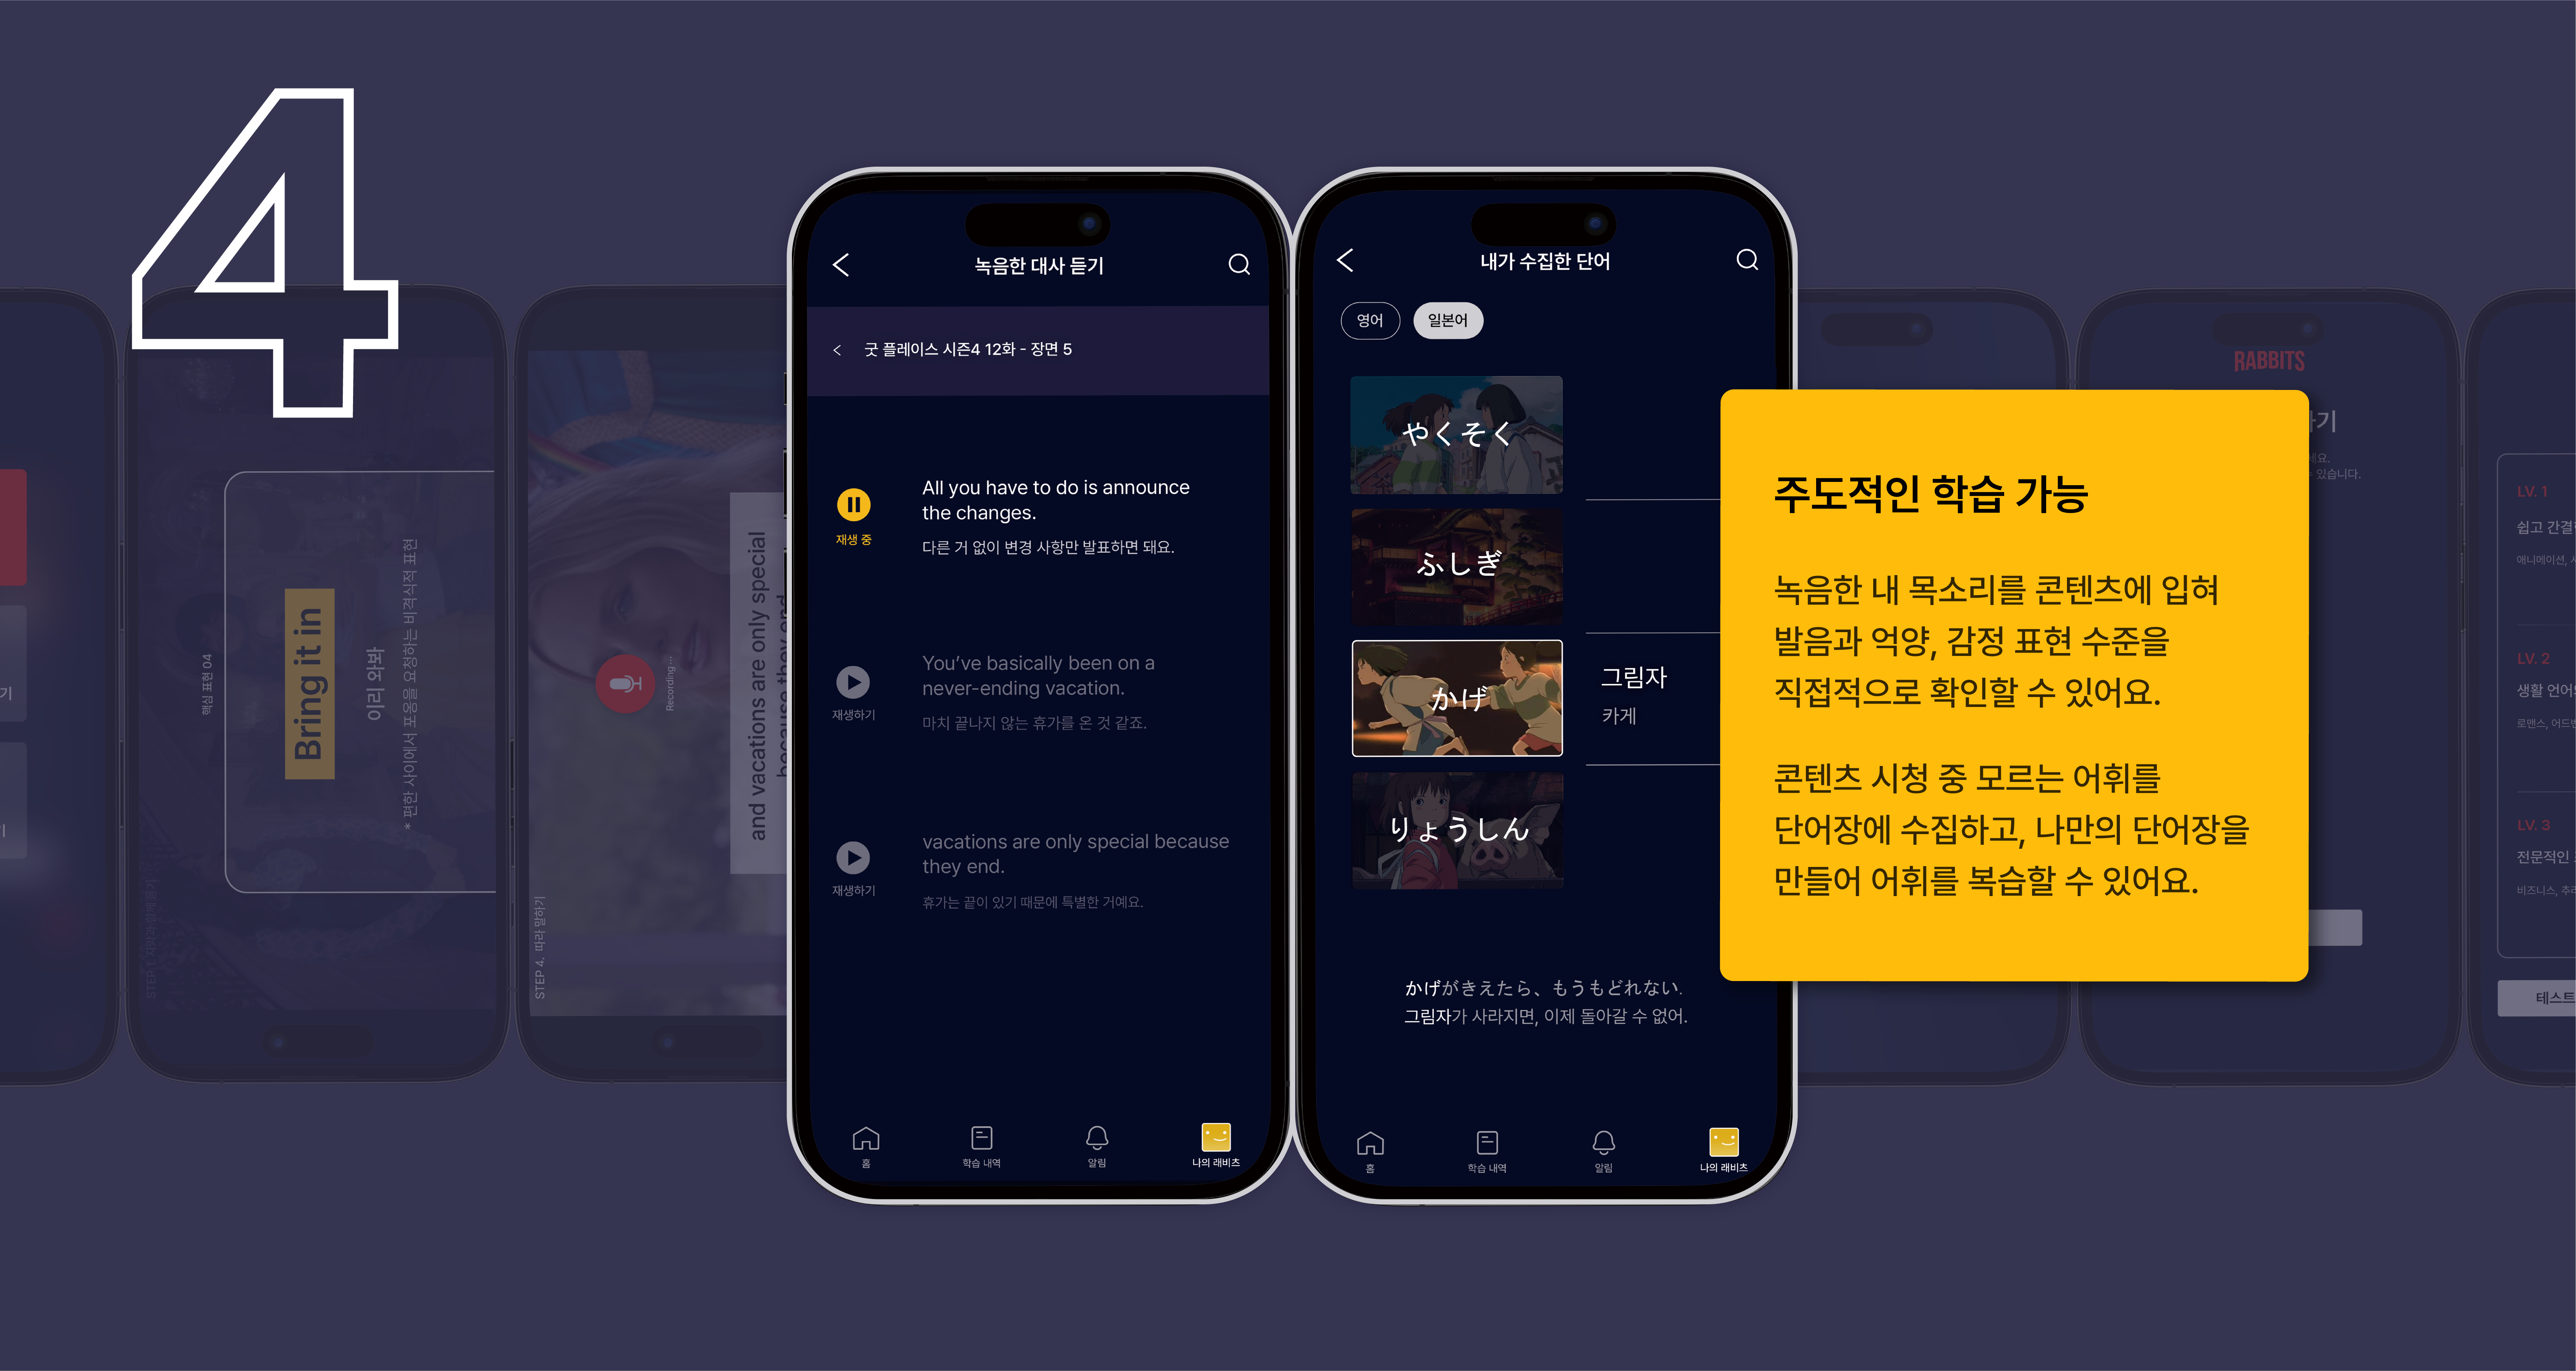 4
녹음한 대사 듣기
굿 플레이스 시즌4 12화 - 장면 5
All you have to do is announce
the changes.
재생 중
다른 거 없이 변경 사항만 발표하면 돼요.
You've basically been on a
never-ending vacation.
재생하기
마치 끝나지 않는 휴가를 온 것 같죠.
vacations are only special because
they end.
재생하기
휴가는 끝이 있기 때문에 특별한 거예요.
홈
학습 내역
알림
나의 래비츠
내가 수집한 단어
영어
일본어
やくそく
ふしぎ
かげ
그림자
카게
りょうしん
かげがきえたら、もうもどれない.
그림자가 사라지면, 이제 돌아갈 수 없어.
홈
학습 내역
알림
나의 래비츠
주도적인 학습 가능
녹음한 내 목소리를 콘텐츠에 입혀
발음과 억양, 감정 표현 수준을
직접적으로 확인할 수 있어요.
콘텐츠 시청 중 모르는 어휘를
단어장에 수집하고, 나만의 단어장을
만들어 어휘를 복습할 수 있어요.
핵심 표현 04
Bring it in
이리 와봐
* 편한 사이에서 포옹을 요청하는 비격식적 표현
STEP 4. 따라 말하기
Recording ...
and vacations are only special
because they end
RABBITS
기
요.
있습니다.
LV. 1
쉽고 간결
애니메이션,
LV. 2
생활 언어
로맨스, 어드
LV. 3
전문적인
비즈니스, 추
테스트